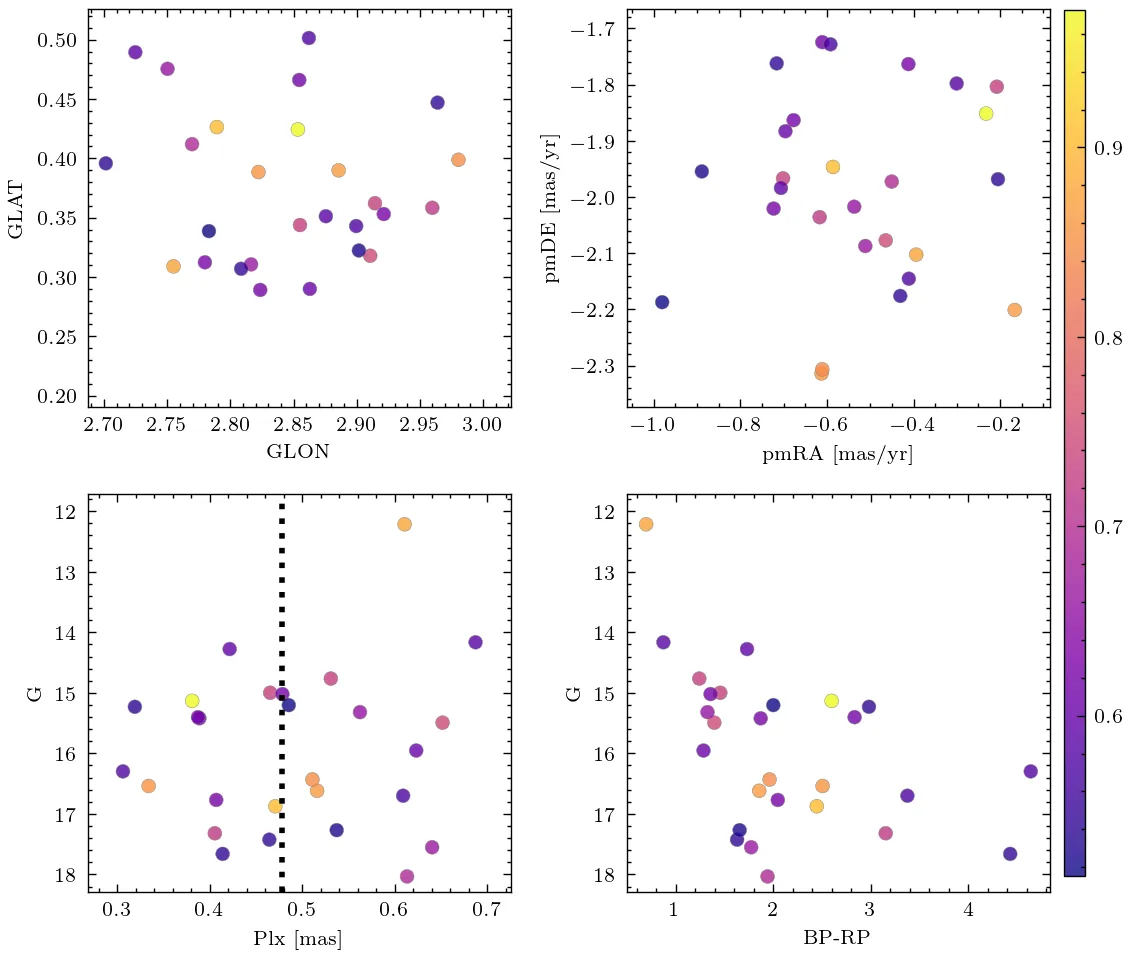 0.50
0.45
0.40
0.35
0.30
0.25
0.20
GLAT
2.70 2.75 2.80 2.85 2.90 2.95 3.00
GLON
−1.7
−1.8
−1.9
−2.0
−2.1
−2.2
−2.3
pmDE [mas/yr]
−1.0 −0.8 −0.6 −0.4 −0.2
pmRA [mas/yr]
0.9
0.8
0.7
0.6
12
13
14
15
16
17
18
G
0.3 0.4 0.5 0.6 0.7
Plx [mas]
12
13
14
15
16
17
18
G
1 2 3 4
BP-RP